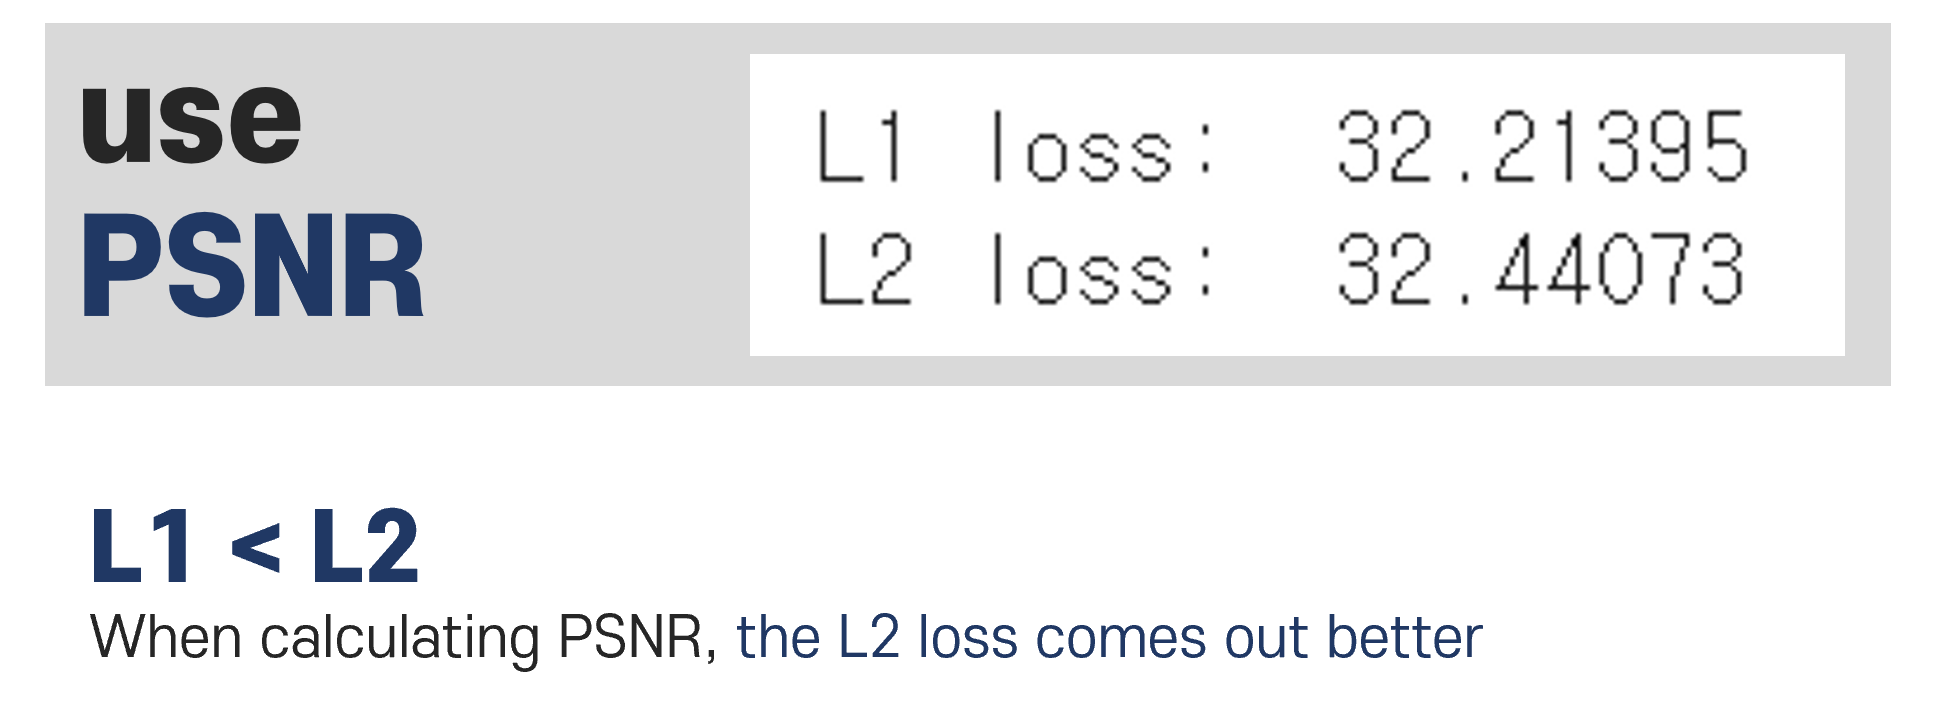 use
PSNR
L1 loss: 32.21395
L2 loss: 32.44073
L1 < L2
When calculating PSNR, the L2 loss comes out better